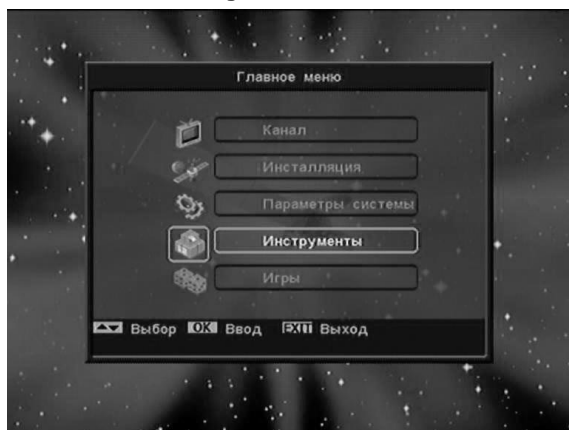 Главное меню
Канал
Инсталляция
Параметры системы
Инструменты
Игры
Выбор OK Ввод EXIT Выход